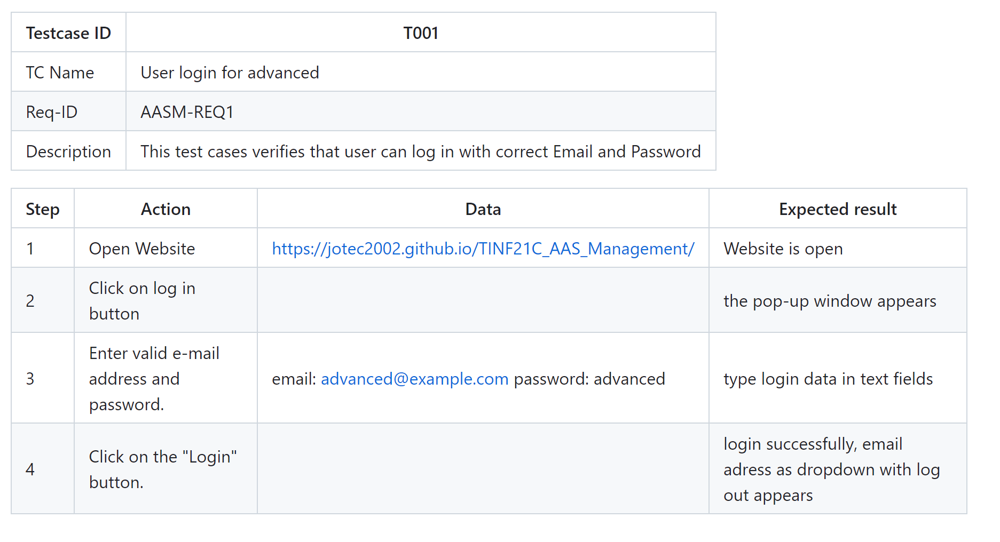 Testcase ID T001
TC Name User login for advanced
Req-ID AASM-REQ1
Description This test cases verifies that user can log in with correct Email and Password
Step Action Data Expected result
1 Open Website https://jotec2002.github.io/TINF21C_AAS_Management/ Website is open
2 Click on log in
button
the pop-up window appears
3 Enter valid e-mail
address and
password.
email: advanced@example.com password: advanced
type login data in text fields
4 Click on the "Login"
button.
login successfully, email
adress as dropdown with log
out appears